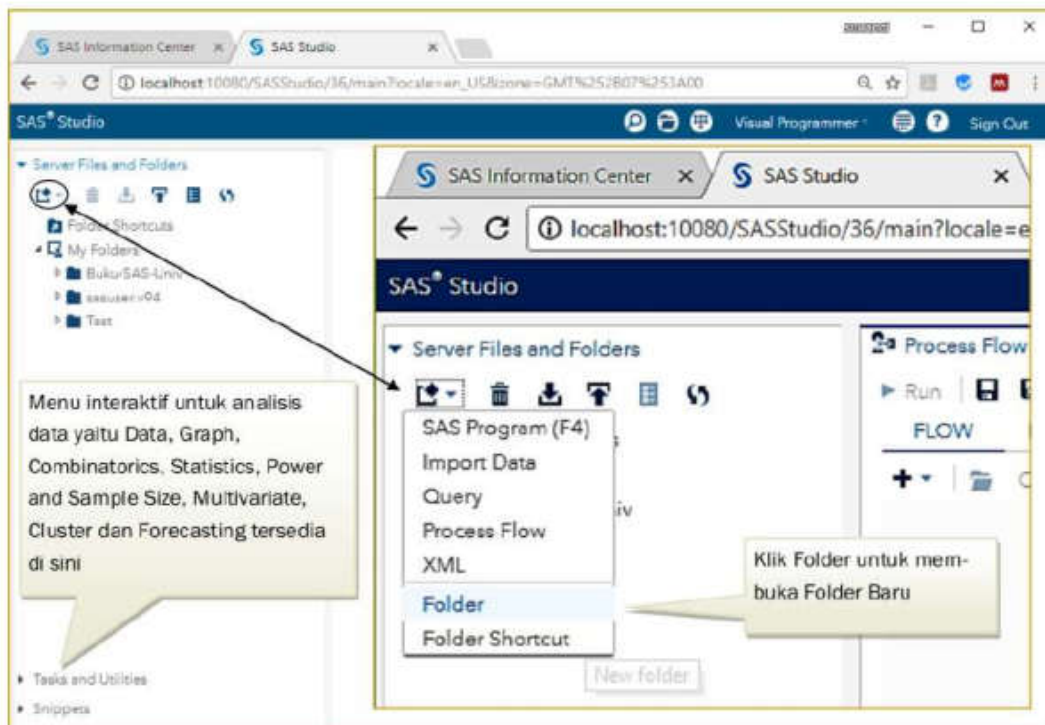 SAS Information Center
SAS Studio
localhost:10080/SASStudio/36/main?locale=en_US&zone=GMT%252B07%253A00
SAS® Studio
Visual Programmer
Sign Out
Server Files and Folders
Folder Shortcuts
My Folders
Buku-SAS-Univ
sasuser.v94
Test
Menu interaktif untuk analisis
data yaitu Data, Graph,
Combinatorics, Statistics, Power
and Sample Size, Multivariate,
Cluster dan Forecasting tersedia
di sini
Tasks and Utilities
Snippets
SAS Information Center
SAS Studio
localhost:10080/SASStudio/36/main?locale=e
SAS® Studio
Server Files and Folders
SAS Program (F4)
Import Data
Query
Process Flow
XML
Folder
Folder Shortcut
New folder
s
iv
Process Flow
Run
FLOW
Klik Folder untuk mem-
buka Folder Baru